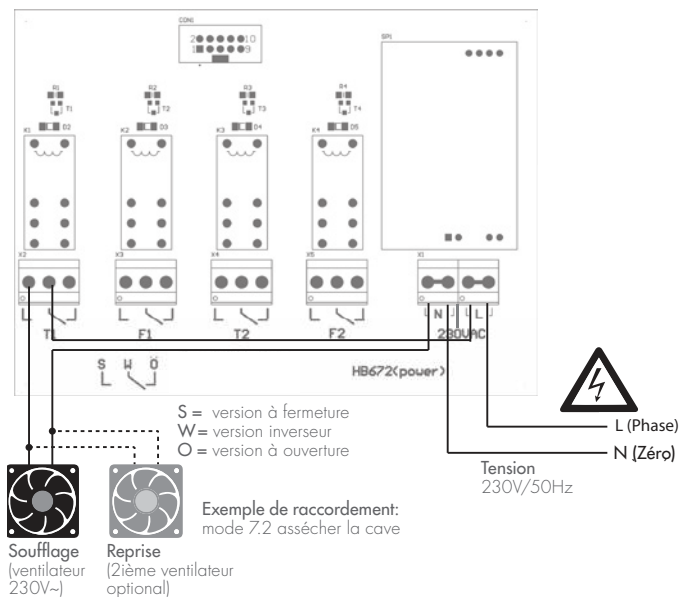 CON1
2 10
1 9
SP1
R1 R2 R3 R4
T1 T2 T3 T4
K1 D2 K2 D3 K3 D4 K4 D5
X2 X3 X4 X5 X1
N L
T1 F1 T2 F2 230VAC
S W Ö
HB672(power)
S = version à fermeture
W = version inverseur
O = version à ouverture
L (Phase)
N (Zéro)
Tension
230V/50Hz
Exemple de raccordement:
mode 7.2 assécher la cave
Soufflage
(ventilateur
230V~)
Reprise
(2ième ventilateur
optional)